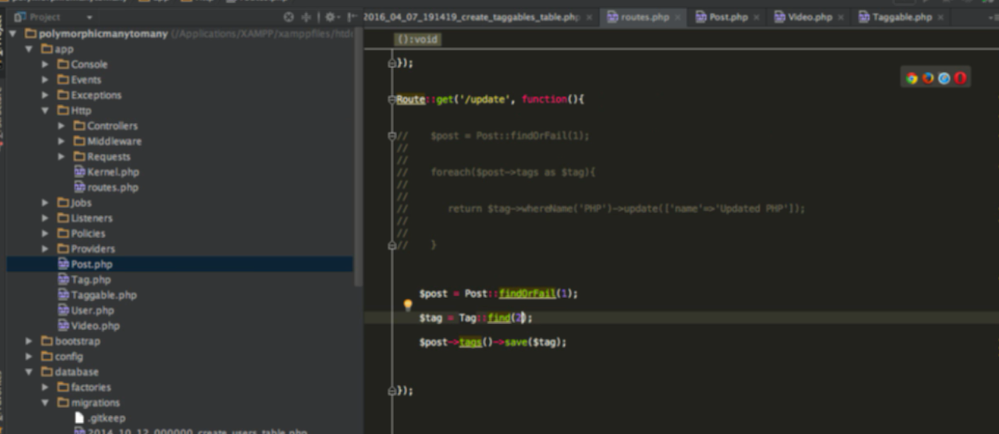 Project
polymorphicmanytomany (/Applications/XAMPP/xamppfiles/htdo
app
Console
Events
Exceptions
Http
Controllers
Middleware
Requests
Kernel.php
routes.php
Jobs
Listeners
Policies
Providers
Post.php
Tag.php
Taggable.php
User.php
Video.php
bootstrap
config
database
factories
migrations
.gitkeep
2014_10_12_000000_create_users_table.php
2016_04_07_191419_create_taggables_table.php routes.php Post.php Video.php Taggable.php
():void
});
Route::get('/update', function(){
// $post = Post::findOrFail(1);
//
//
// foreach($post->tags as $tag){
//
//
// return $tag->whereName('PHP')->update(['name'=>'Updated PHP']);
//
//
// }
$post = Post::findOrFail(1);
$tag = Tag::find(2);
$post->tags()->save($tag);
});